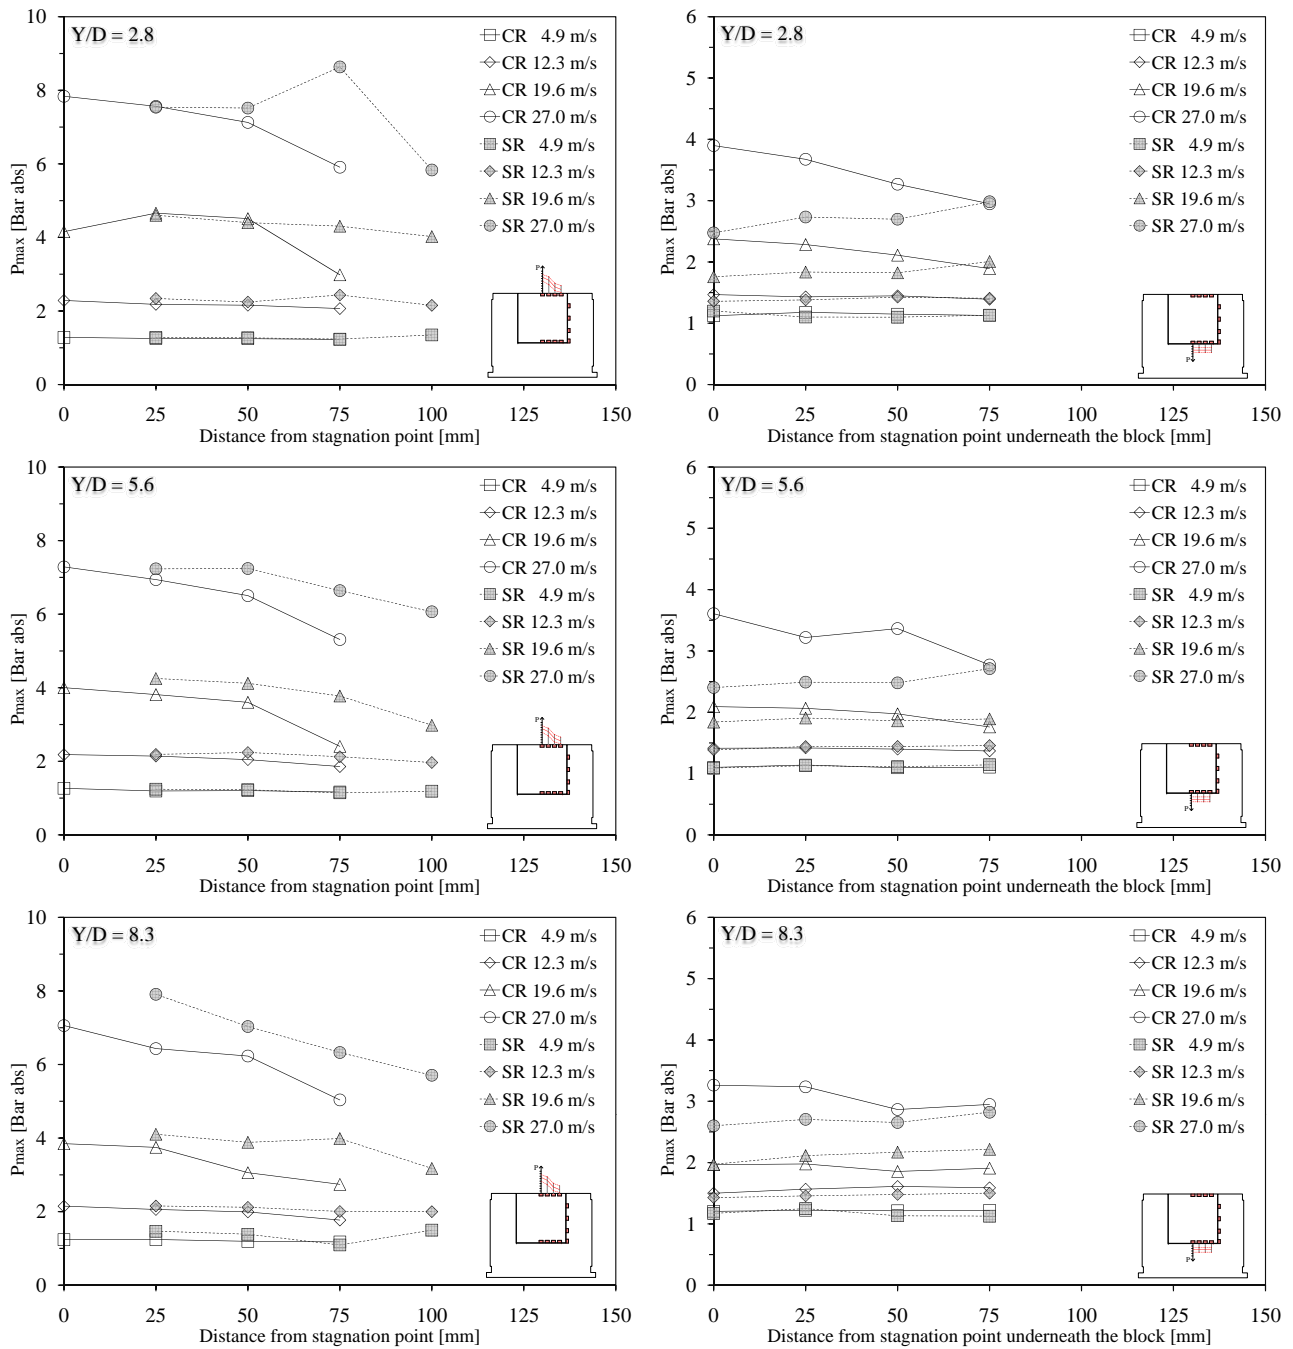 Y/D = 2.8
Pmax [Bar abs]
10
8
6
4
2
0
0 25 50 75 100 125 150
Distance from stagnation point [mm]
CR 4.9 m/s
CR 12.3 m/s
CR 19.6 m/s
CR 27.0 m/s
SR 4.9 m/s
SR 12.3 m/s
SR 19.6 m/s
SR 27.0 m/s
P
Y/D = 2.8
Pmax [Bar abs]
6
5
4
3
2
1
0
0 25 50 75 100 125 150
Distance from stagnation point underneath the block [mm]
CR 4.9 m/s
CR 12.3 m/s
CR 19.6 m/s
CR 27.0 m/s
SR 4.9 m/s
SR 12.3 m/s
SR 19.6 m/s
SR 27.0 m/s
P
Y/D = 5.6
Pmax [Bar abs]
10
8
6
4
2
0
0 25 50 75 100 125 150
Distance from stagnation point [mm]
CR 4.9 m/s
CR 12.3 m/s
CR 19.6 m/s
CR 27.0 m/s
SR 4.9 m/s
SR 12.3 m/s
SR 19.6 m/s
SR 27.0 m/s
P
Y/D = 5.6
Pmax [Bar abs]
6
5
4
3
2
1
0
0 25 50 75 100 125 150
Distance from stagnation point underneath the block [mm]
CR 4.9 m/s
CR 12.3 m/s
CR 19.6 m/s
CR 27.0 m/s
SR 4.9 m/s
SR 12.3 m/s
SR 19.6 m/s
SR 27.0 m/s
P
Y/D = 8.3
Pmax [Bar abs]
10
8
6
4
2
0
0 25 50 75 100 125 150
Distance from stagnation point [mm]
CR 4.9 m/s
CR 12.3 m/s
CR 19.6 m/s
CR 27.0 m/s
SR 4.9 m/s
SR 12.3 m/s
SR 19.6 m/s
SR 27.0 m/s
P
Y/D = 8.3
Pmax [Bar abs]
6
5
4
3
2
1
0
0 25 50 75 100 125 150
Distance from stagnation point underneath the block [mm]
CR 4.9 m/s
CR 12.3 m/s
CR 19.6 m/s
CR 27.0 m/s
SR 4.9 m/s
SR 12.3 m/s
SR 19.6 m/s
SR 27.0 m/s
P